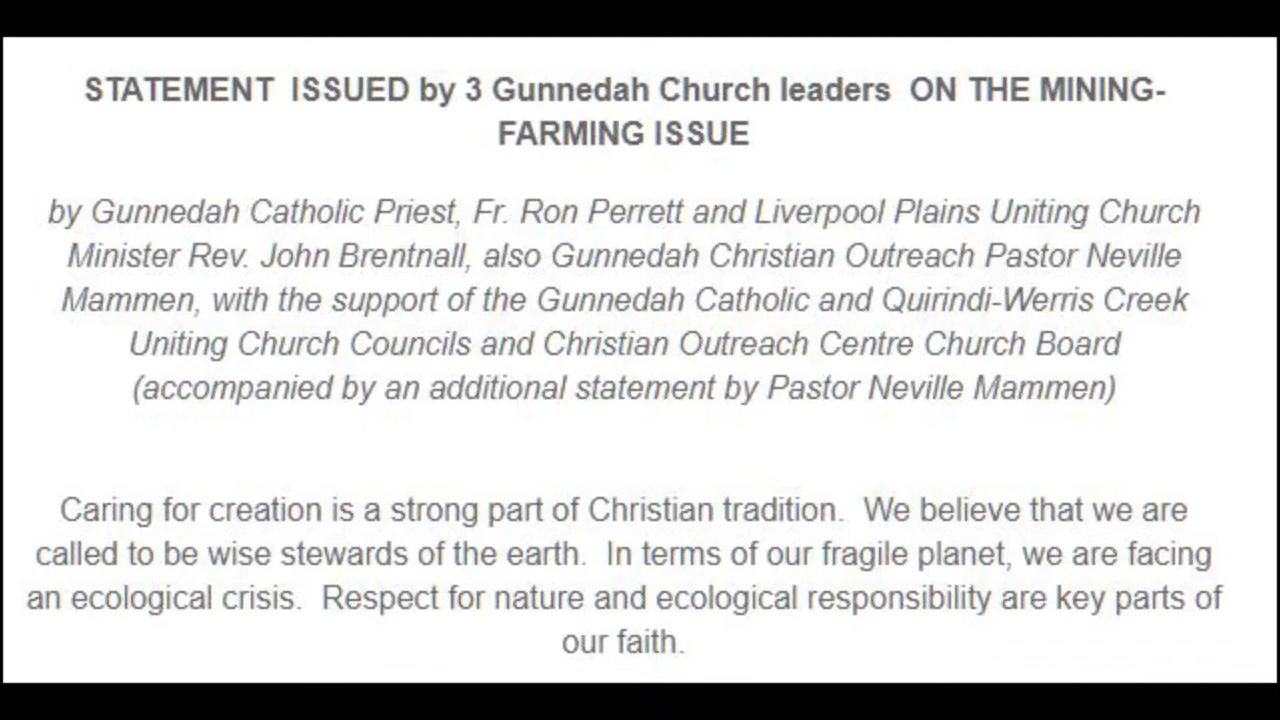 STATEMENT ISSUED by 3 Gunnedah Church leaders ON THE MINING-
FARMING ISSUE
by Gunnedah Catholic Priest, Fr. Ron Perrett and Liverpool Plains Uniting Church
Minister Rev. John Brentnall, also Gunnedah Christian Outreach Pastor Neville
Mammen, with the support of the Gunnedah Catholic and Quirindi-Werris Creek
Uniting Church Councils and Christian Outreach Centre Church Board
(accompanied by an additional statement by Pastor Neville Mammen)
Caring for creation is a strong part of Christian tradition. We believe that we are
called to be wise stewards of the earth. In terms of our fragile planet, we are facing
an ecological crisis. Respect for nature and ecological responsibility are key parts of
our faith.